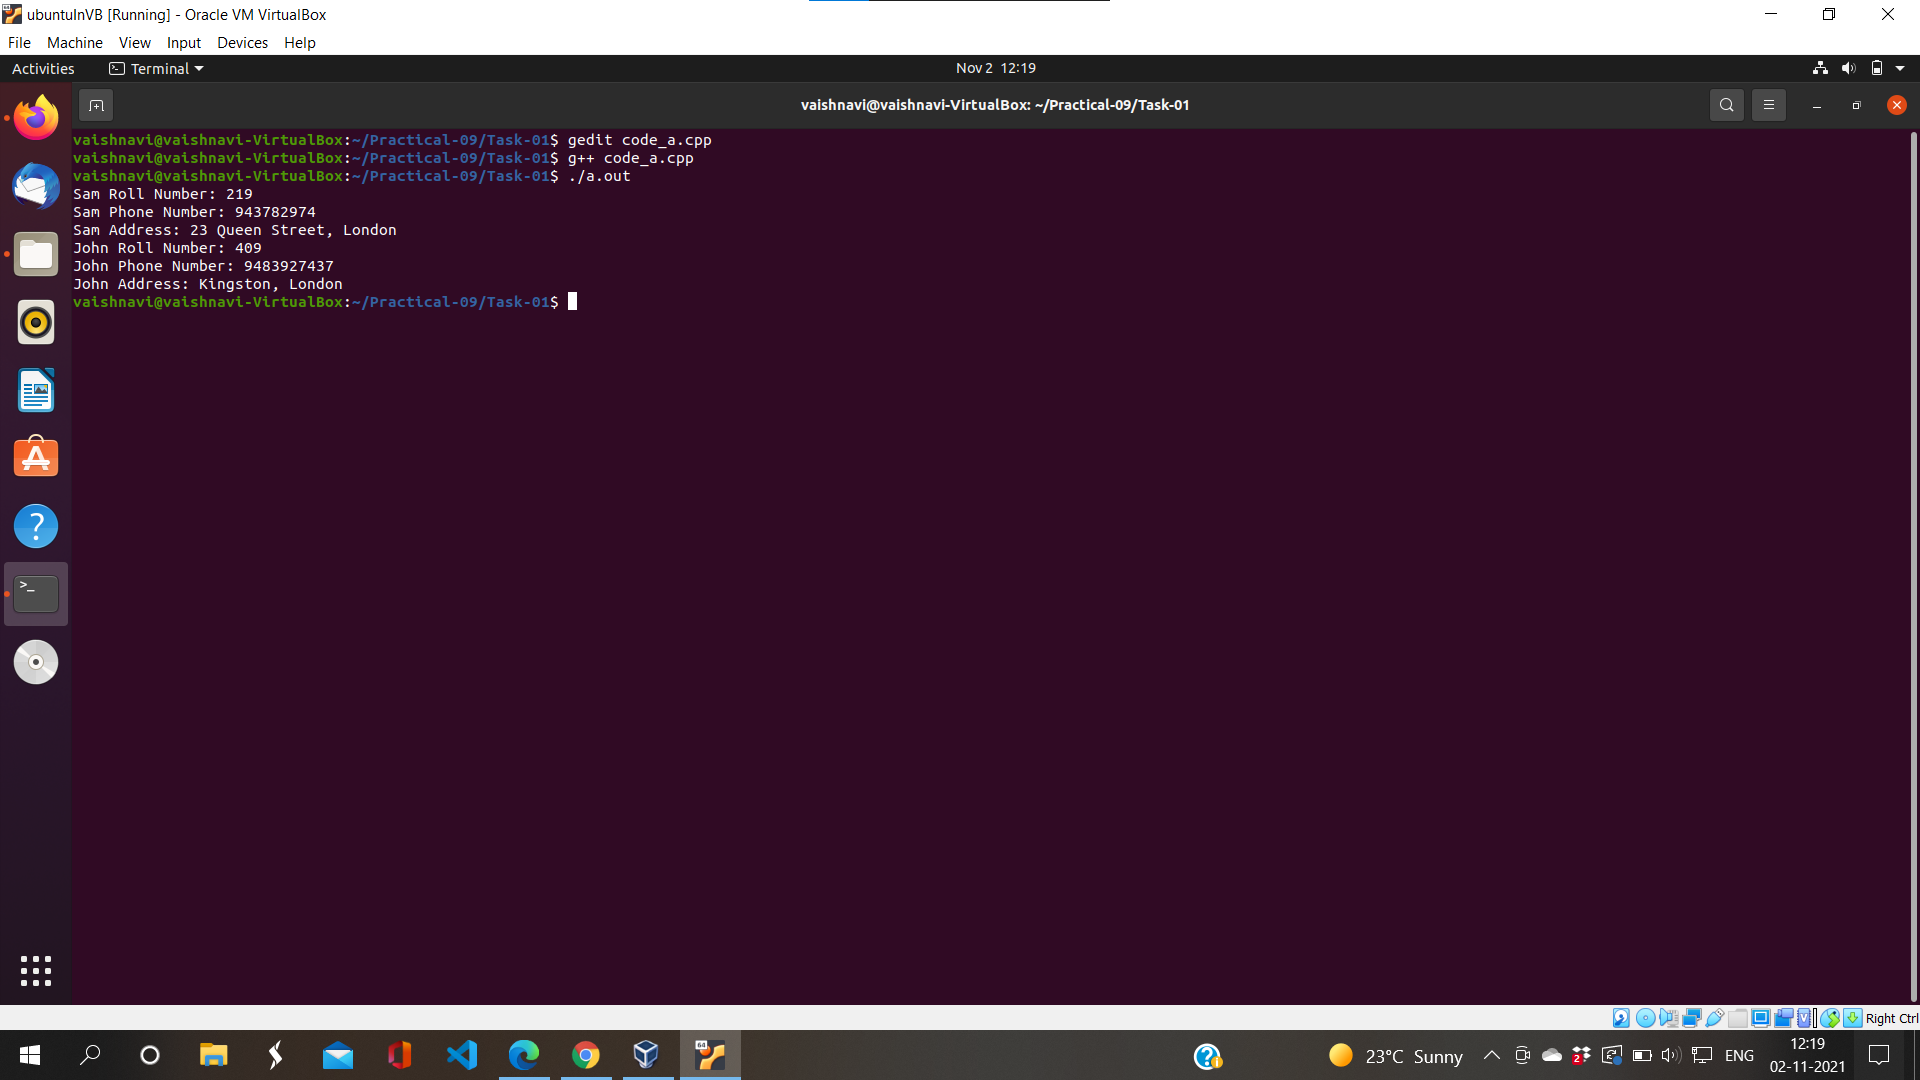 ubuntuInVB [Running] - Oracle VM VirtualBox
File Machine View Input Devices Help
Activities Terminal Nov 2 12:19
vaishnavi@vaishnavi-VirtualBox: ~/Practical-09/Task-01
vaishnavi@vaishnavi-VirtualBox:~/Practical-09/Task-01$ gedit code_a.cpp
vaishnavi@vaishnavi-VirtualBox:~/Practical-09/Task-01$ g++ code_a.cpp
vaishnavi@vaishnavi-VirtualBox:~/Practical-09/Task-01$ ./a.out
Sam Roll Number: 219
Sam Phone Number: 943782974
Sam Address: 23 Queen Street, London
John Roll Number: 409
John Phone Number: 9483927437
John Address: Kingston, London
vaishnavi@vaishnavi-VirtualBox:~/Practical-09/Task-01$
Right Ctrl
23°C Sunny ENG 12:19
02-11-2021